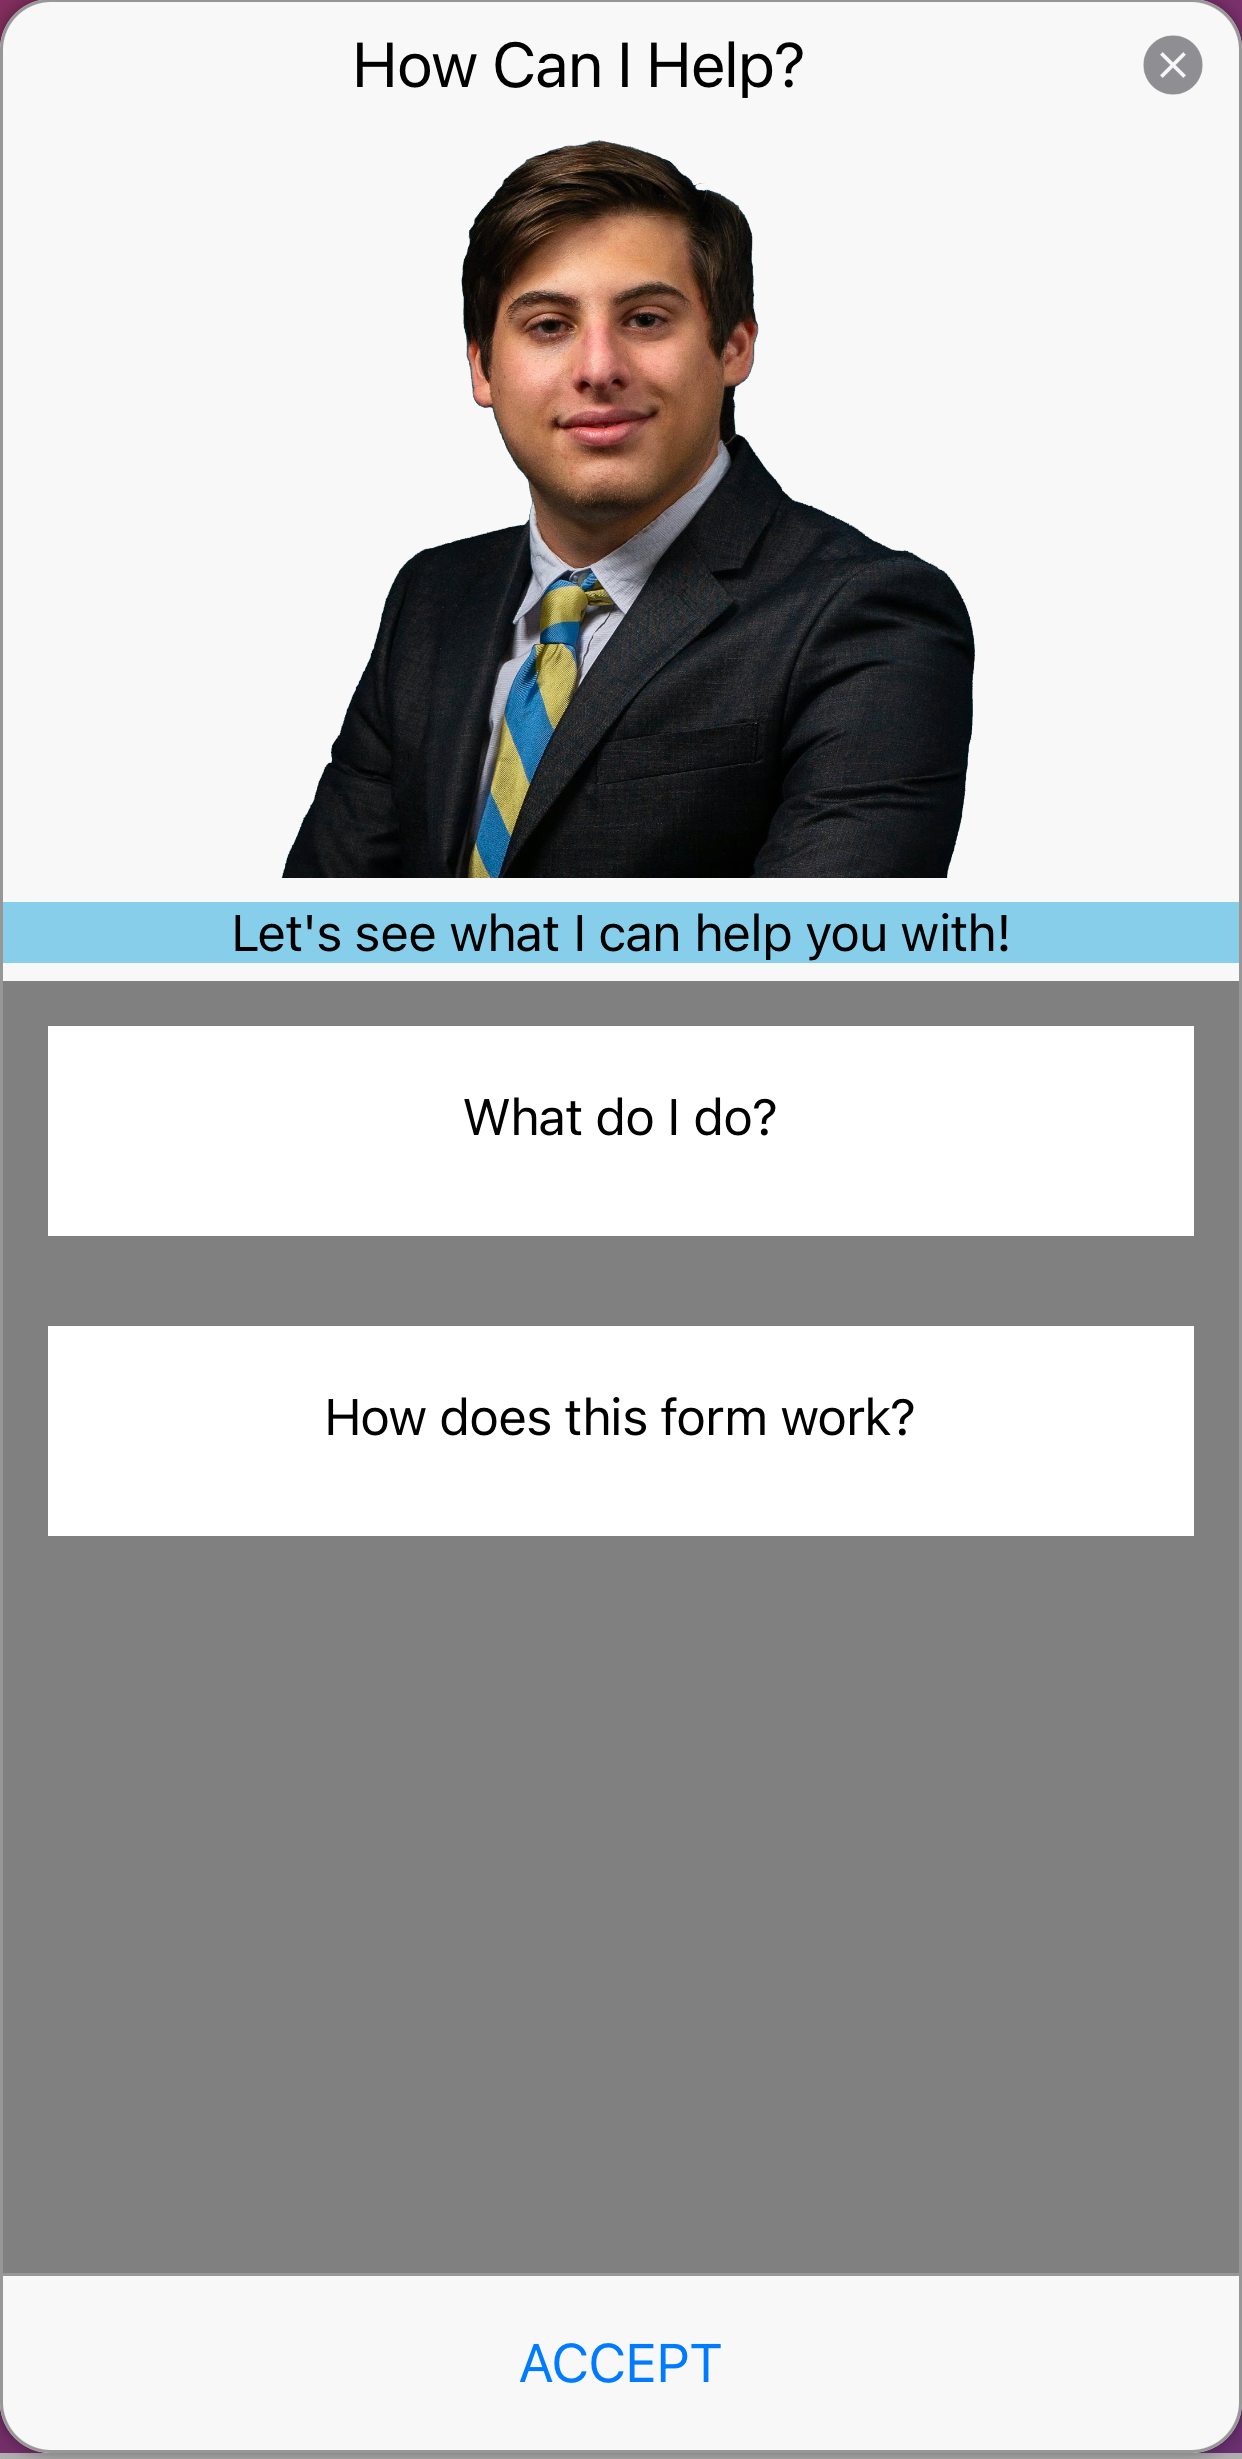 How Can I Help?
Let's see what I can help you with!
What do I do?
How does this form work?
ACCEPT